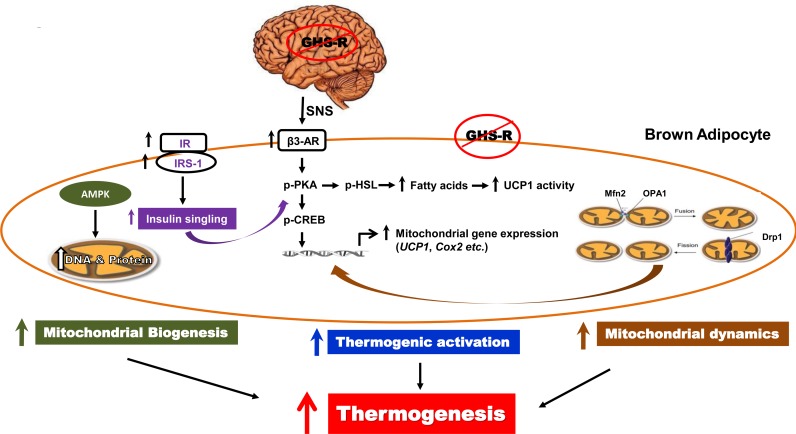 GHS-R
SNS
IR
IRS-1
β3-AR
GHS-R
Brown Adipocyte
AMPK
DNA & Protein
Insulin singling
p-PKA
p-HSL
Fatty acids
UCP1 activity
p-CREB
Mitochondrial gene expression
(UCP1, Cox2 etc.)
Mfn2
OPA1
Fusion
Drp1
Fission
Mitochondrial Biogenesis
Thermogenic activation
Mitochondrial dynamics
Thermogenesis